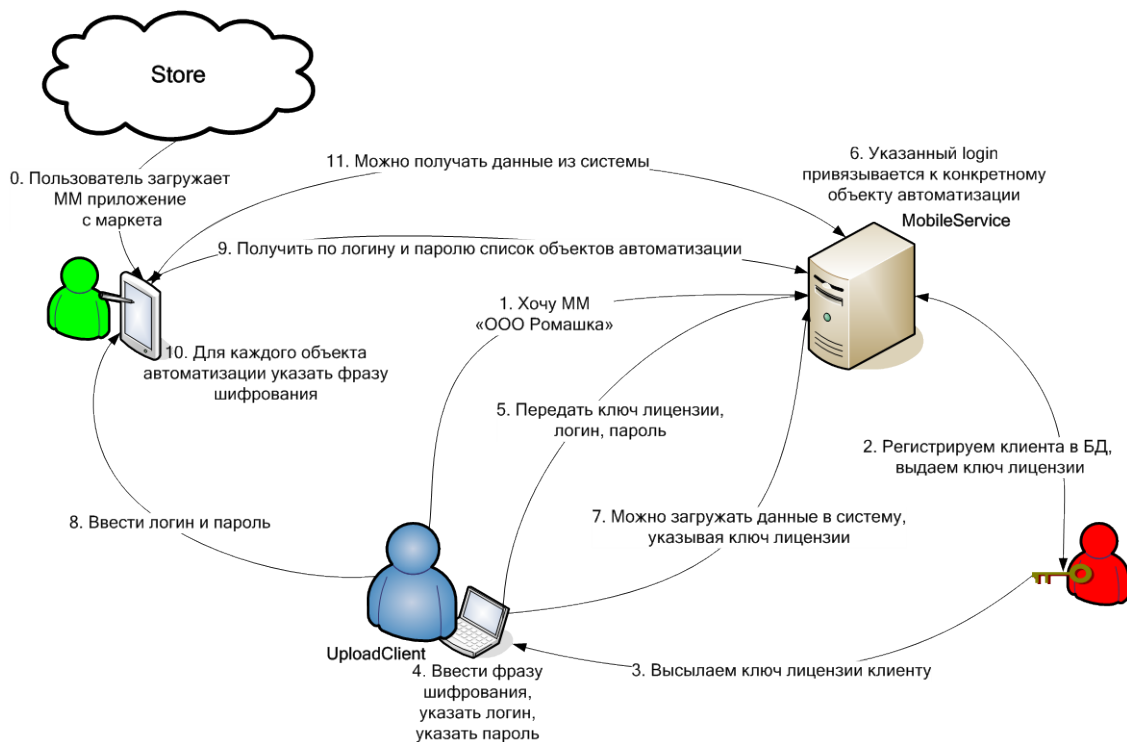 Store
0. Пользователь загружает
ММ приложение
с маркета
11. Можно получать данные из системы
6. Указанный login
привязывается к конкретному
объекту автоматизации
MobileService
9. Получить по логину и паролю список объектов автоматизации
1. Хочу ММ
«ООО Ромашка»
10. Для каждого объекта
автоматизации указать фразу
шифрования
5. Передать ключ лицензии,
логин, пароль
2. Регистрируем клиента в БД,
выдаем ключ лицензии
8. Ввести логин и пароль
7. Можно загружать данные в систему,
указывая ключ лицензии
UploadClient
4. Ввести фразу
шифрования,
указать логин,
указать пароль
3. Высылаем ключ лицензии клиенту